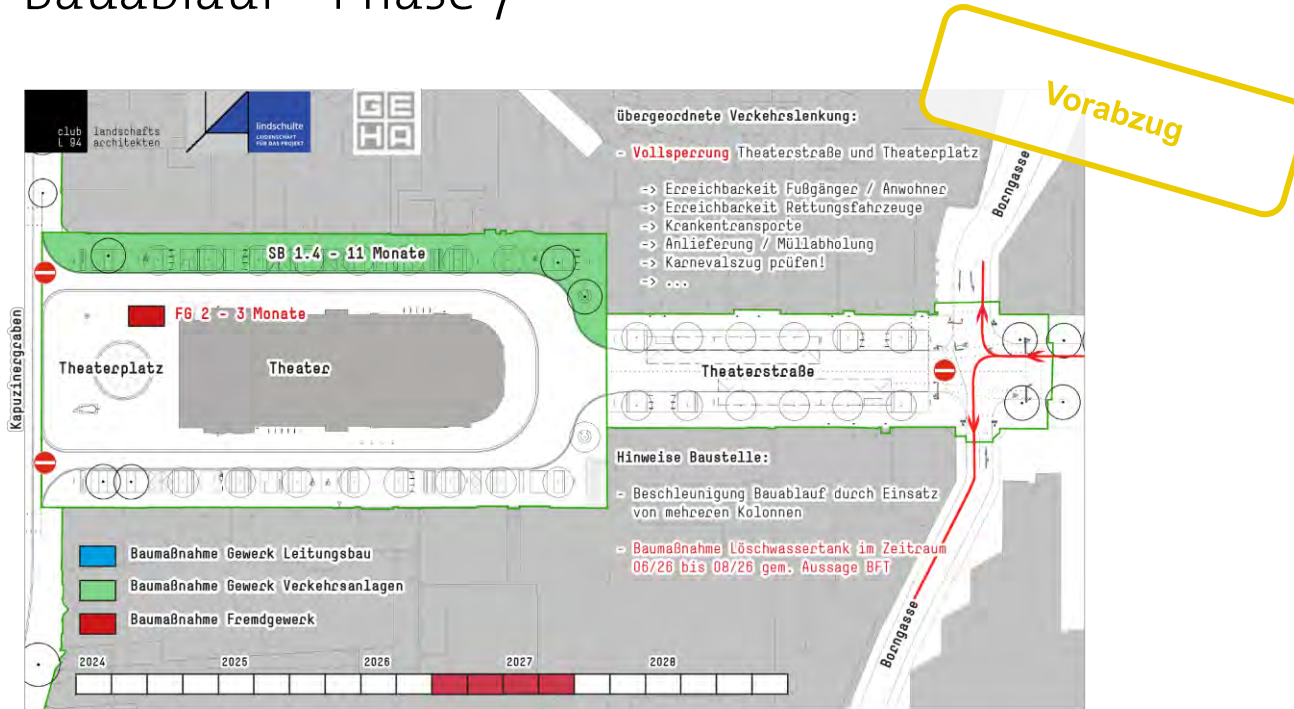 Bauablauf - Phase 7
Vorabzug
club
L 94
landschafts
architekten
lindschulte
LEIDENSCHAFT
FÜR DAS PROJEKT
GE
HA
übergeordnete Verkehrslenkung:
- Vollsperrung Theaterstraße und Theaterplatz
-> Erreichbarkeit Fußgänger / Anwohner
-> Erreichbarkeit Rettungsfahrzeuge
-> Krankentransporte
-> Anlieferung / Müllabholung
-> Karnevalszug prüfen!
-> ...
Borngasse
SB 1.4 - 11 Monate
FG 2 - 3 Monate
Kapuzinergraben
Theaterplatz
Theater
Theaterstraße
Hinweise Baustelle:
- Beschleunigung Bauablauf durch Einsatz
von mehreren Kolonnen
- Baumaßnahme Löschwassertank im Zeitraum
06/26 bis 08/26 gem. Aussage BFT
Borngasse
Baumaßnahme Gewerk Leitungsbau
Baumaßnahme Gewerk Verkehrsanlagen
Baumaßnahme Fremdgewerk
2024 2025 2026 2027 2028